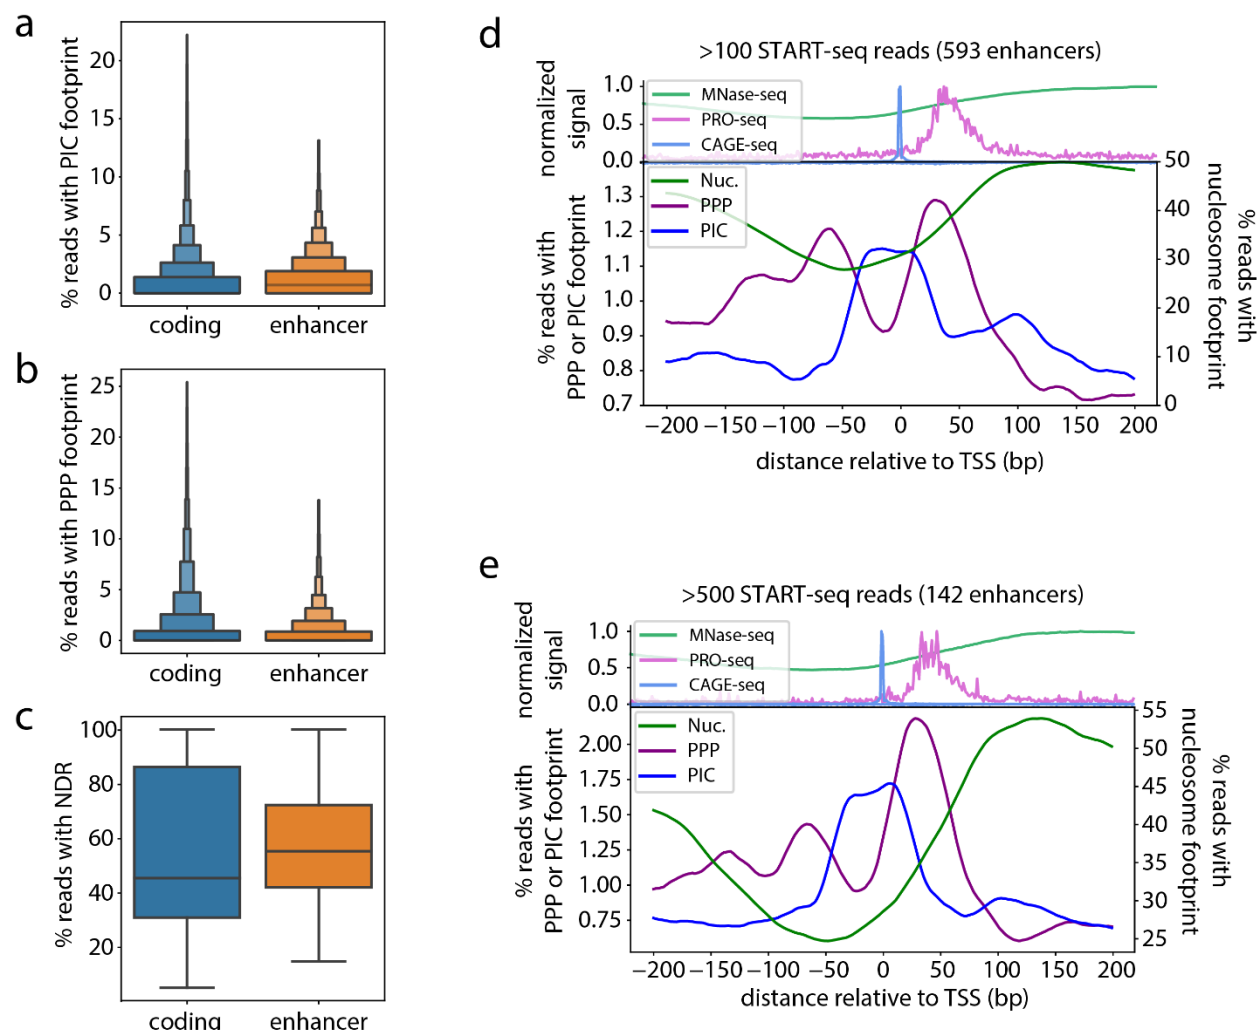 a
% reads with PIC footprint
20
15
10
5
0
coding
enhancer
b
% reads with PPP footprint
25
20
15
10
5
0
coding
enhancer
c
% reads with NDR
100
80
60
40
20
coding
enhancer
d
>100 START-seq reads (593 enhancers)
normalized
signal
1.0
0.5
0.0
MNase-seq
PRO-seq
CAGE-seq
% reads with
PPP or PIC footprint
1.3
1.2
1.1
1.0
0.9
0.8
0.7
Nuc.
PPP
PIC
50
40
30
20
10
0
% reads with
nucleosome footprint
−200 −150 −100 −50 0 50 100 150 200
distance relative to TSS (bp)
e
>500 START-seq reads (142 enhancers)
normalized
signal
1.0
0.5
0.0
MNase-seq
PRO-seq
CAGE-seq
% reads with
PPP or PIC footprint
2.00
1.75
1.50
1.25
1.00
0.75
Nuc.
PPP
PIC
55
50
45
40
35
30
25
% reads with
nucleosome footprint
−200 −150 −100 −50 0 50 100 150 200
distance relative to TSS (bp)